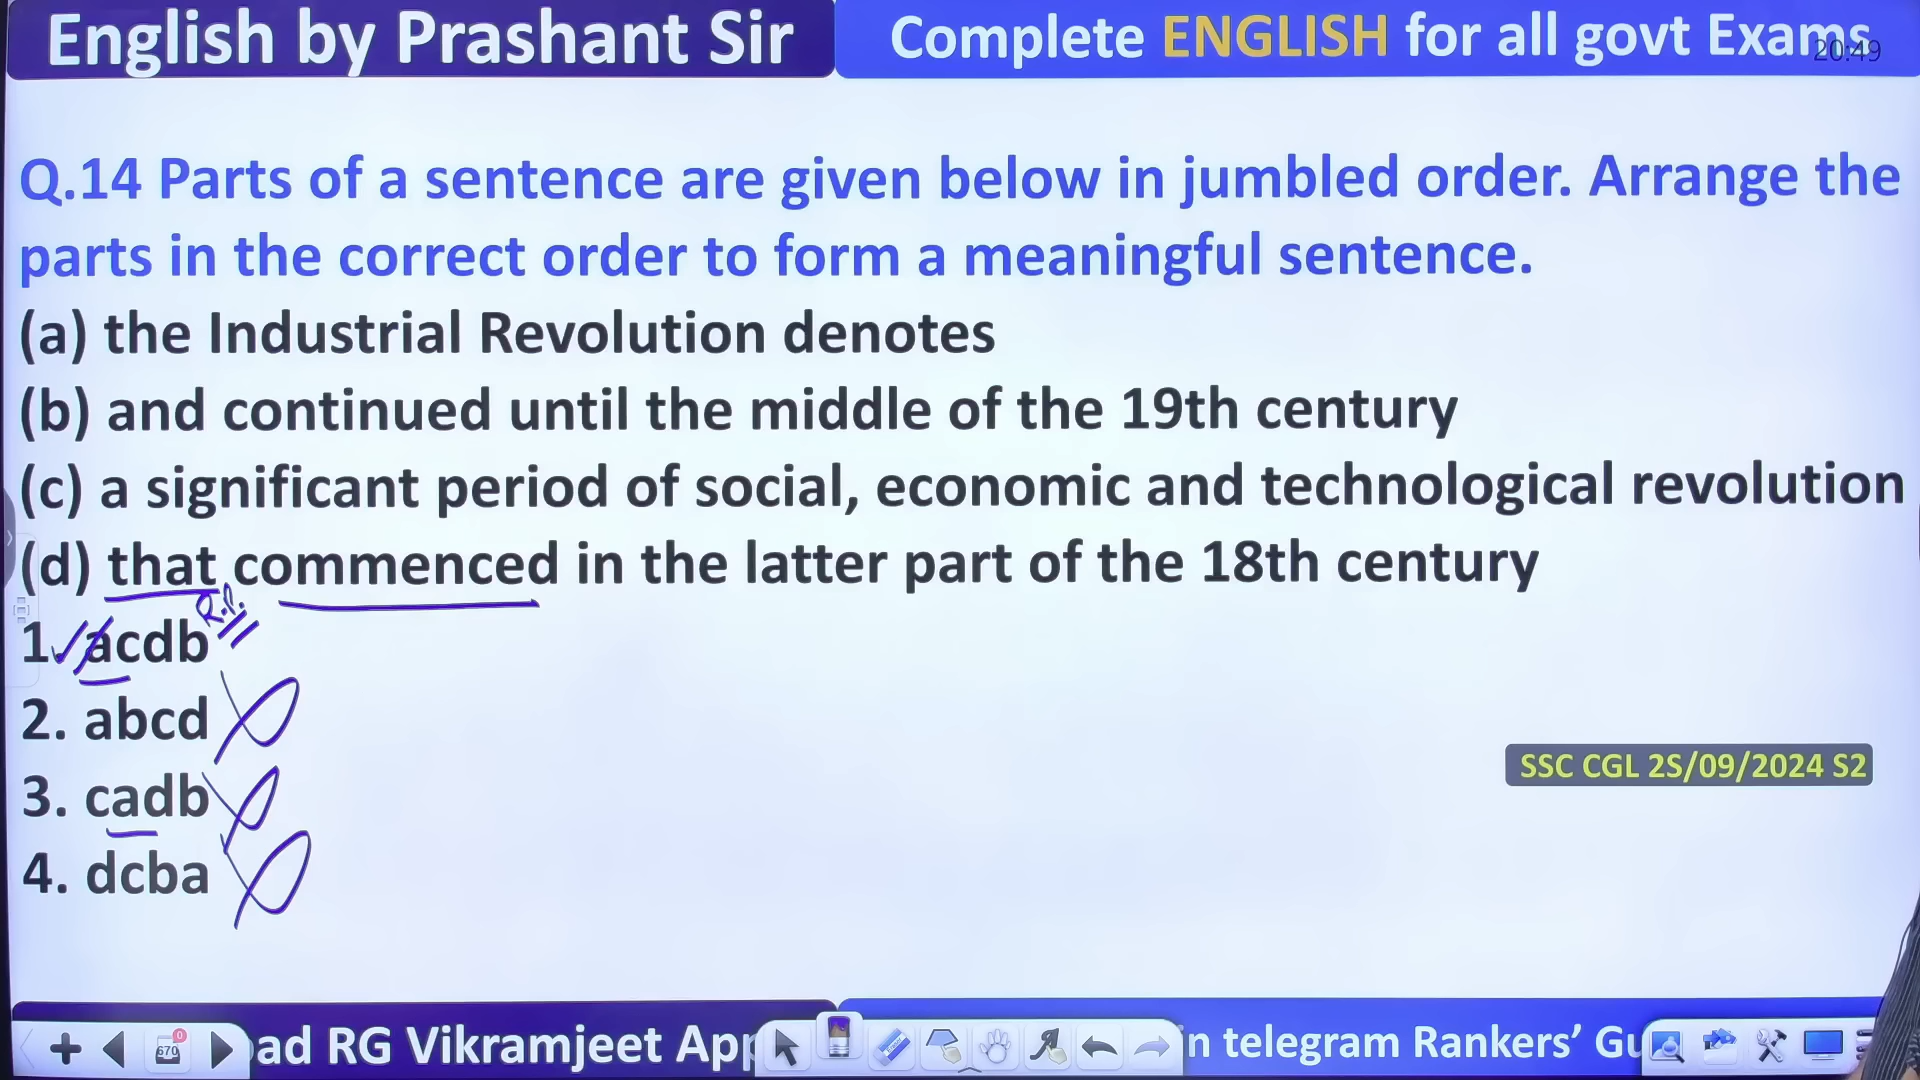 English by Prashant Sir
Complete ENGLISH for all govt Exams
20:49
Q.14 Parts of a sentence are given below in jumbled order. Arrange the
parts in the correct order to form a meaningful sentence.
(a) the Industrial Revolution denotes
(b) and continued until the middle of the 19th century
(c) a significant period of social, economic and technological revolution
(d) that commenced in the latter part of the 18th century
R.P.
1. acdb
2. abcd
3. cadb
4. dcba
SSC CGL 2S/09/2024 S2
0
670
ad RG Vikramjeet App
n telegram Rankers’ Gu